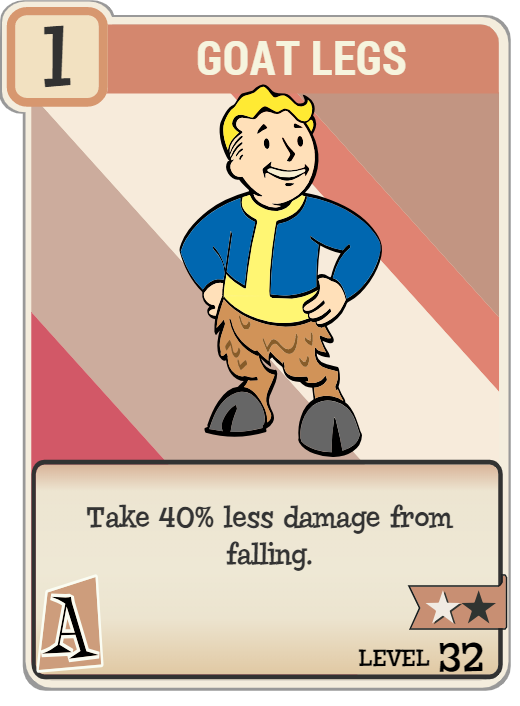 1
GOAT LEGS
Take 40% less damage from
falling.
A
LEVEL 32